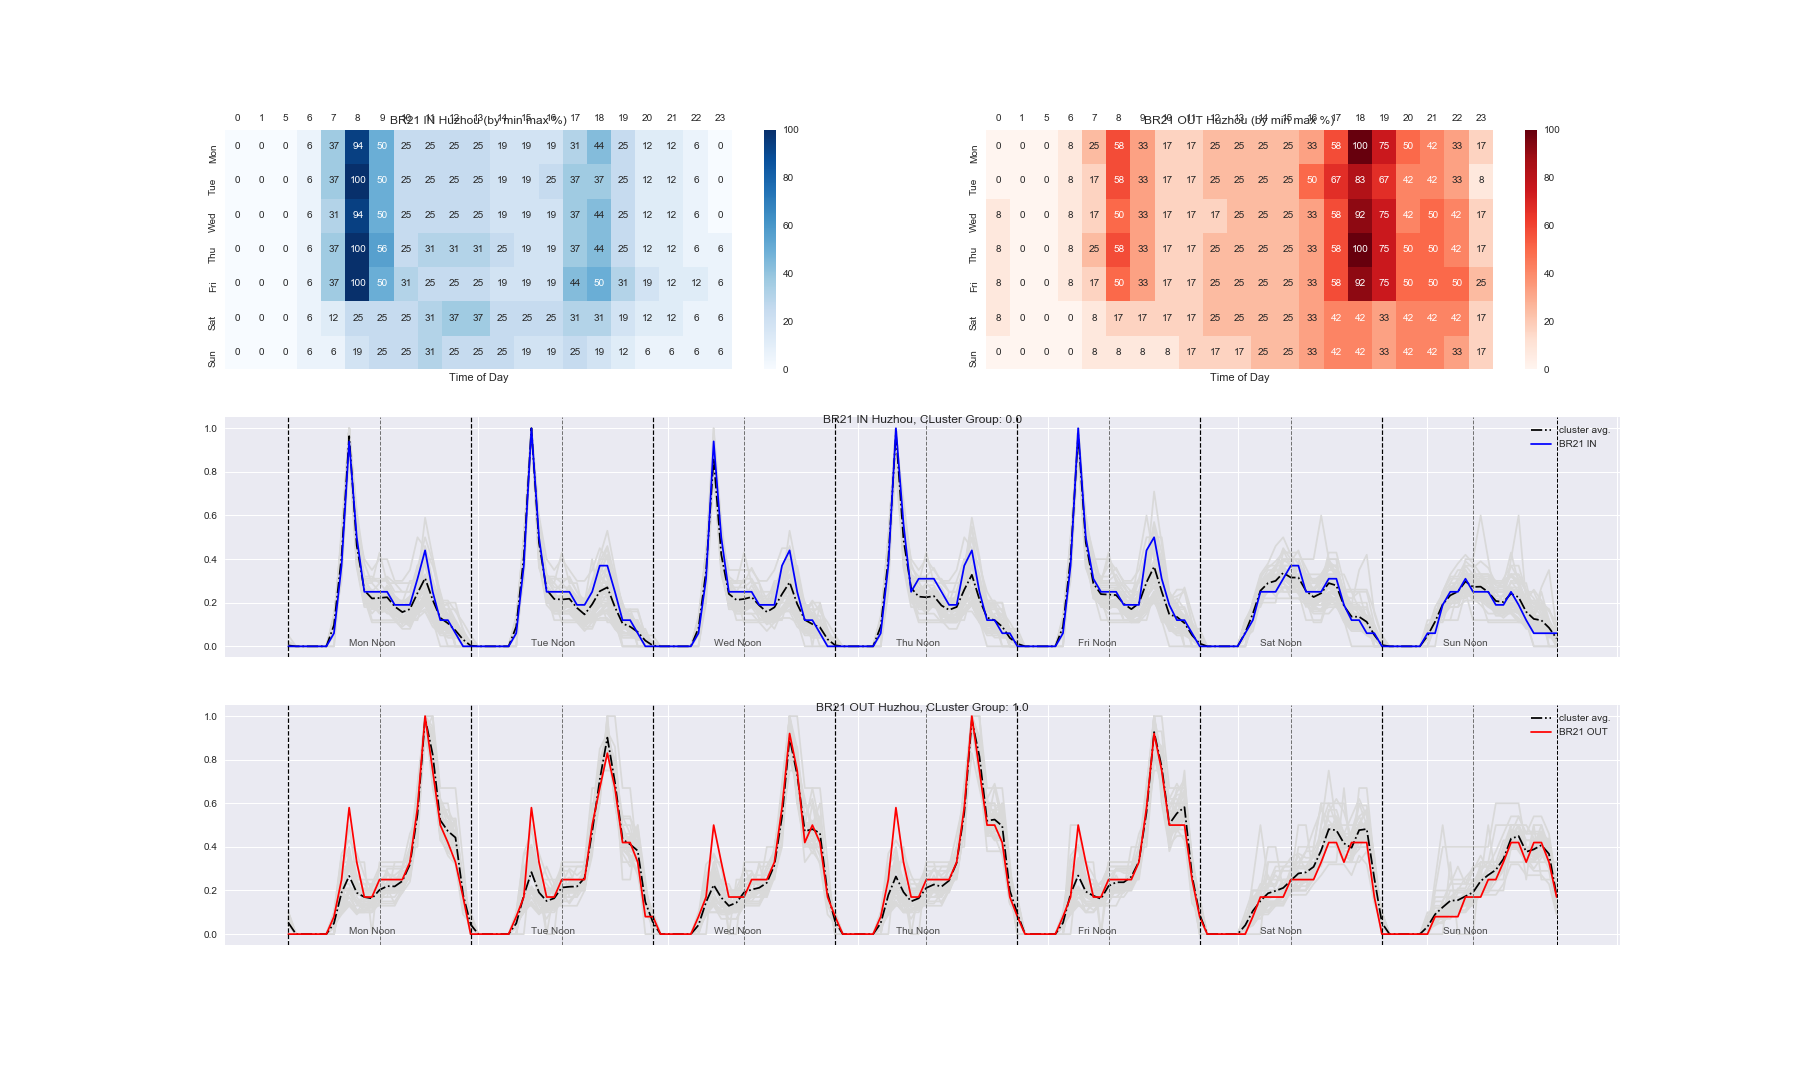 BR21 IN Huzhou (by min max %)
0 1 5 6 7 8 9 10 11 12 13 14 15 16 17 18 19 20 21 22 23
Mon 0 0 0 6 37 94 50 25 25 25 25 19 19 19 31 44 25 12 12 6 0
Tue 0 0 0 6 37 100 50 25 25 25 25 19 19 25 37 37 25 12 12 6 0
Wed 0 0 0 6 31 94 50 25 25 25 25 19 19 19 37 44 25 12 12 6 0
Thu 0 0 0 6 37 100 56 25 31 31 31 25 19 19 37 44 25 12 12 6 6
Fri 0 0 0 6 37 100 50 31 25 25 25 19 19 19 44 50 31 19 12 12 6
Sat 0 0 0 6 12 25 25 25 31 37 37 25 25 25 31 31 19 12 12 6 6
Sun 0 0 0 6 6 19 25 25 31 25 25 25 19 19 25 19 12 6 6 6 6
Time of Day
100
80
60
40
20
0
BR21 OUT Huzhou (by min max %)
0 1 5 6 7 8 9 10 11 12 13 14 15 16 17 18 19 20 21 22 23
Mon 0 0 0 8 25 58 33 17 17 25 25 25 25 33 58 100 75 50 42 33 17
Tue 0 0 0 8 17 58 33 17 17 25 25 25 25 50 67 83 67 42 42 33 8
Wed 8 0 0 8 17 50 33 17 17 17 25 25 25 33 58 92 75 42 50 42 17
Thu 8 0 0 8 25 58 33 17 17 25 25 25 25 33 58 100 75 50 50 42 17
Fri 8 0 0 8 17 50 33 17 17 25 25 25 25 33 58 92 75 50 50 50 25
Sat 8 0 0 0 8 17 17 17 17 25 25 25 25 33 42 42 33 42 42 42 17
Sun 0 0 0 0 8 8 8 8 17 17 17 25 25 33 42 42 33 42 42 33 17
Time of Day
100
80
60
40
20
0
BR21 IN Huzhou, CLuster Group: 0.0
1.0
0.8
0.6
0.4
0.2
0.0
cluster avg.
BR21 IN
Mon Noon Tue Noon Wed Noon Thu Noon Fri Noon Sat Noon Sun Noon
BR21 OUT Huzhou, CLuster Group: 1.0
1.0
0.8
0.6
0.4
0.2
0.0
cluster avg.
BR21 OUT
Mon Noon Tue Noon Wed Noon Thu Noon Fri Noon Sat Noon Sun Noon